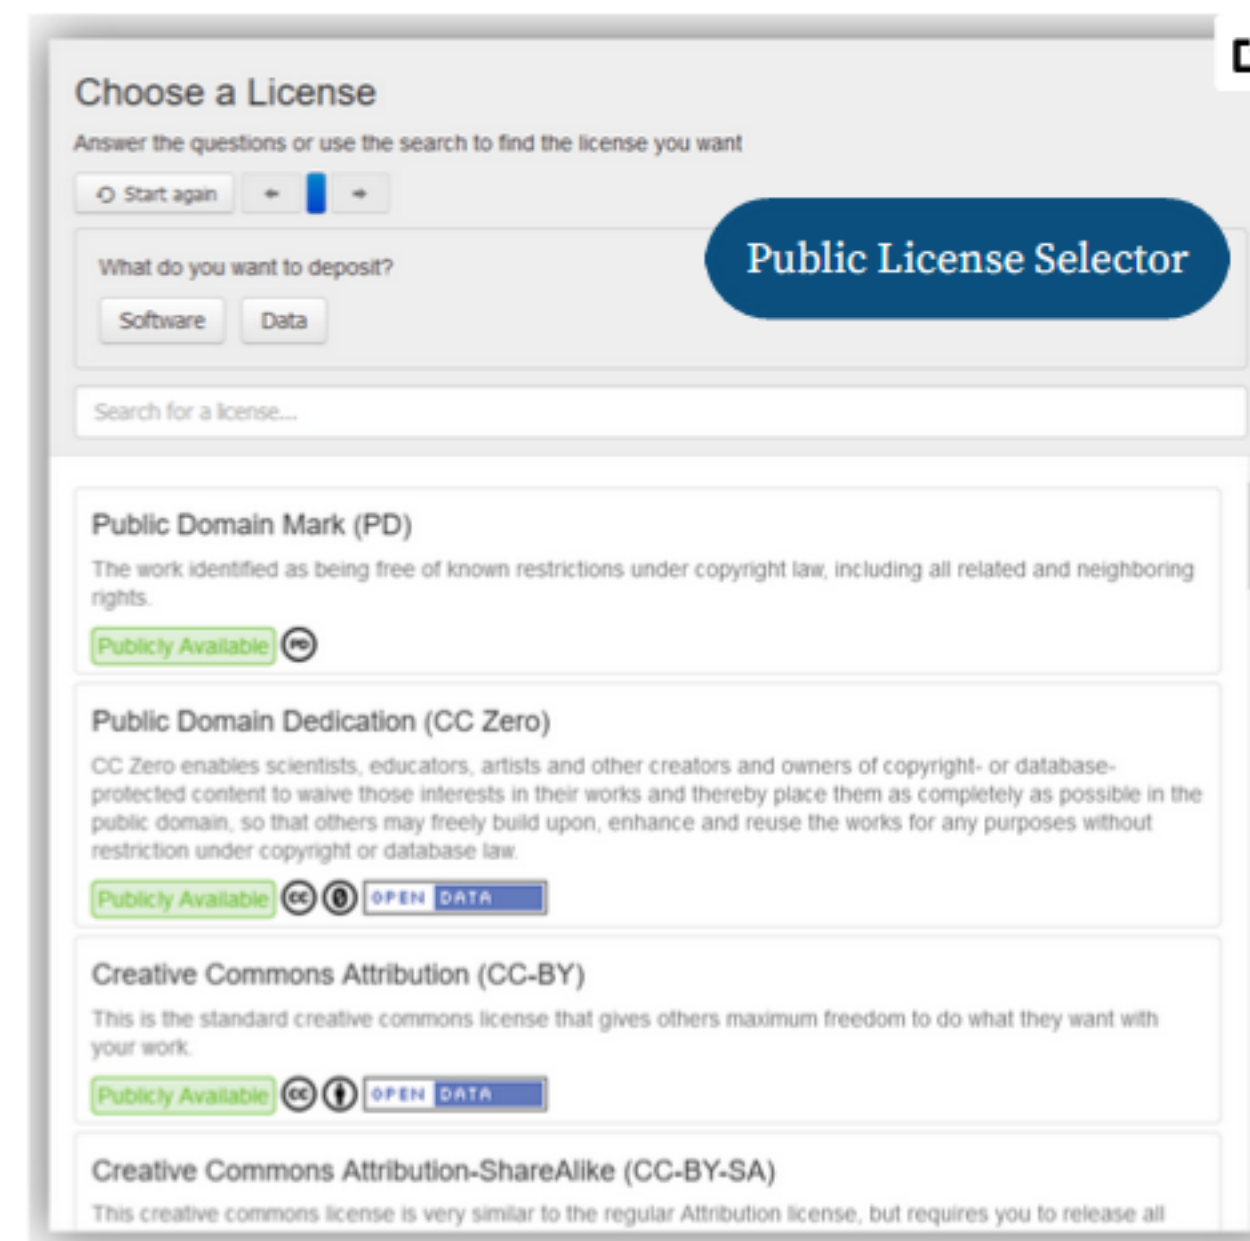 Choose a License
Answer the questions or use the search to find the license you want
Start again
Public License Selector
What do you want to deposit?
Software Data
Search for a license...
Public Domain Mark (PD)
The work identified as being free of known restrictions under copyright law, including all related and neighboring
rights.
Publicly Available PD
Public Domain Dedication (CC Zero)
CC Zero enables scientists, educators, artists and other creators and owners of copyright- or database-
protected content to waive those interests in their works and thereby place them as completely as possible in the
public domain, so that others may freely build upon, enhance and reuse the works for any purposes without
restriction under copyright or database law.
Publicly Available cc 0 OPEN DATA
Creative Commons Attribution (CC-BY)
This is the standard creative commons license that gives others maximum freedom to do what they want with
your work.
Publicly Available cc OPEN DATA
Creative Commons Attribution-ShareAlike (CC-BY-SA)
This creative commons license is very similar to the regular Attribution license, but requires you to release all